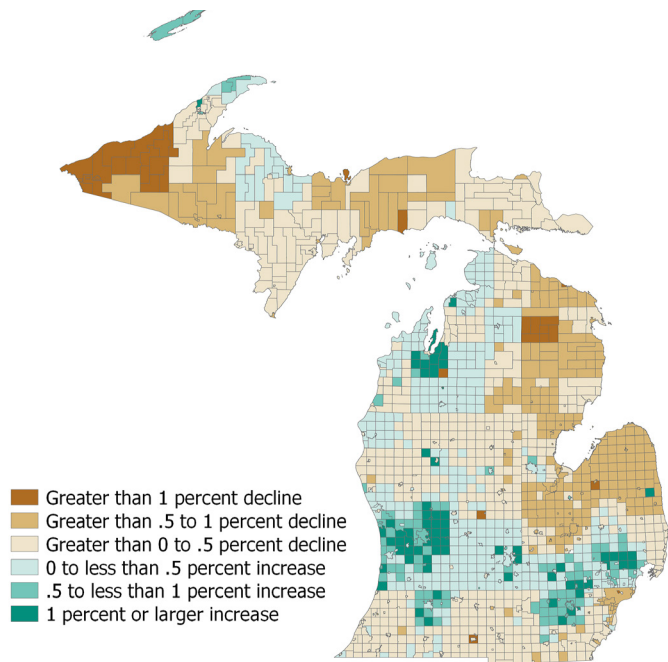 Greater than 1 percent decline
Greater than .5 to 1 percent decline
Greater than 0 to .5 percent decline
0 to less than .5 percent increase
.5 to less than 1 percent increase
1 percent or larger increase